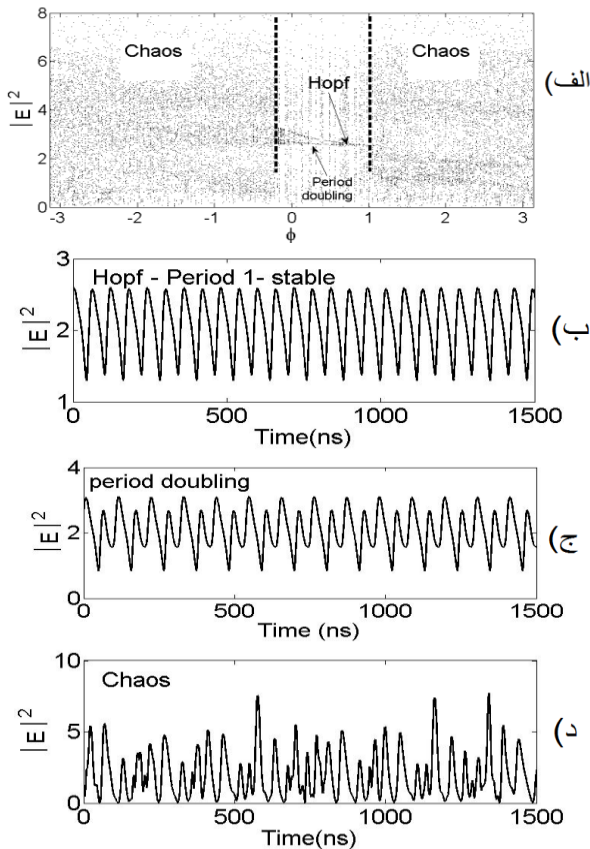 8
6
4
2
0
|E|²
Chaos
Chaos
Hopf
Period
doubling
-3 -2 -1 0 1 2 3
ϕ
الف)
3
2
1
|E|²
Hopf - Period 1- stable
0 500 1000 1500
Time(ns)
ب)
4
2
0
|E|²
period doubling
0 500 1000 1500
Time (ns)
ج)
10
5
0
|E|²
Chaos
0 500 1000 1500
Time(ns)
د)